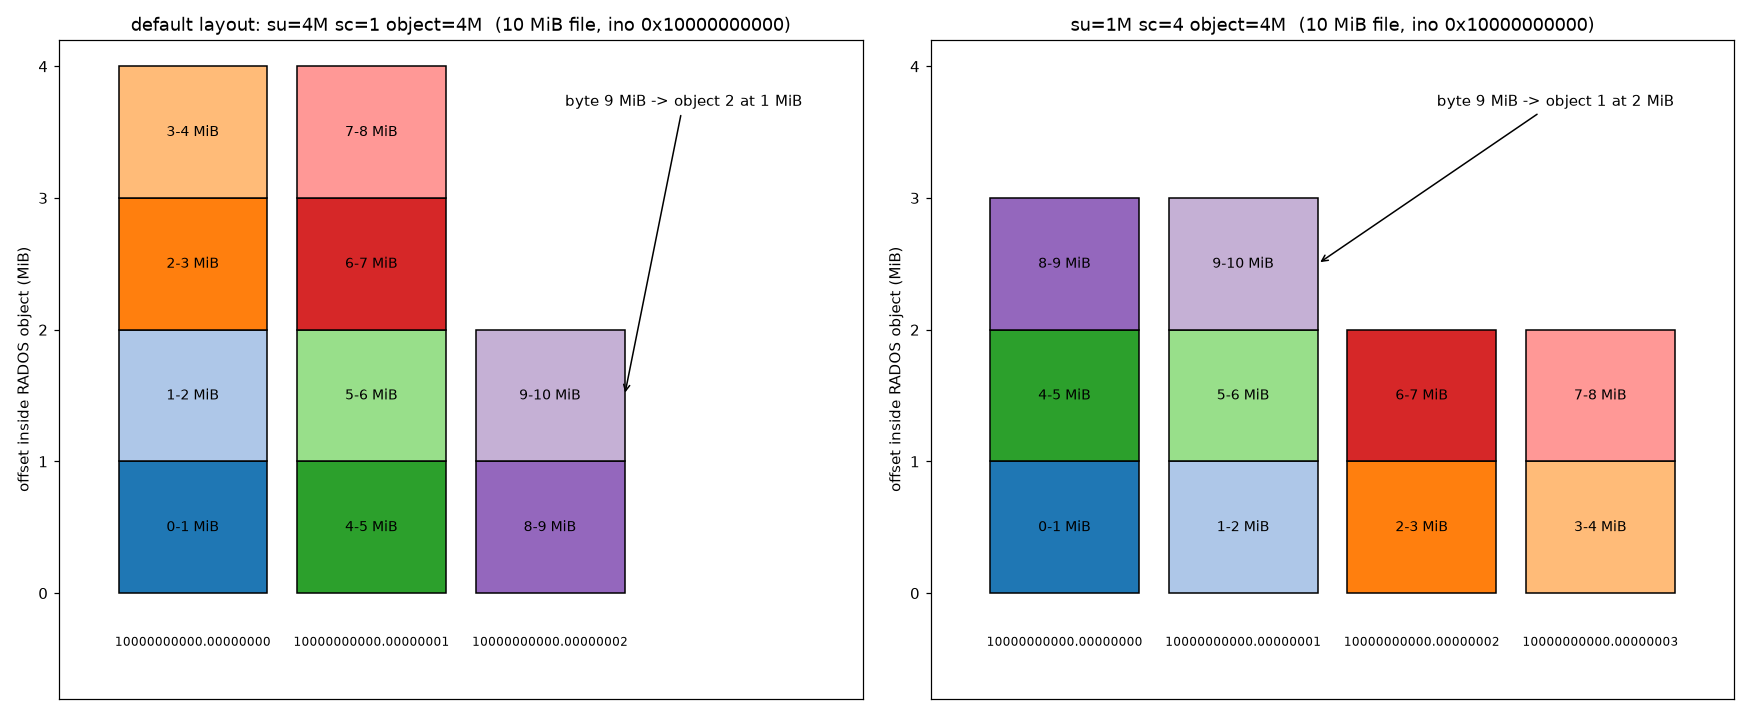 default layout: su=4M sc=1 object=4M  (10 MiB file, ino 0x10000000000)
4
3
2
1
0
offset inside RADOS object (MiB)
byte 9 MiB -> object 2 at 1 MiB
3-4 MiB
7-8 MiB
2-3 MiB
6-7 MiB
1-2 MiB
5-6 MiB
9-10 MiB
0-1 MiB
4-5 MiB
8-9 MiB
10000000000.00000000
10000000000.00000001
10000000000.00000002
su=1M sc=4 object=4M  (10 MiB file, ino 0x10000000000)
4
3
2
1
0
offset inside RADOS object (MiB)
byte 9 MiB -> object 1 at 2 MiB
8-9 MiB
9-10 MiB
4-5 MiB
5-6 MiB
6-7 MiB
7-8 MiB
0-1 MiB
1-2 MiB
2-3 MiB
3-4 MiB
10000000000.00000000
10000000000.00000001
10000000000.00000002
10000000000.00000003